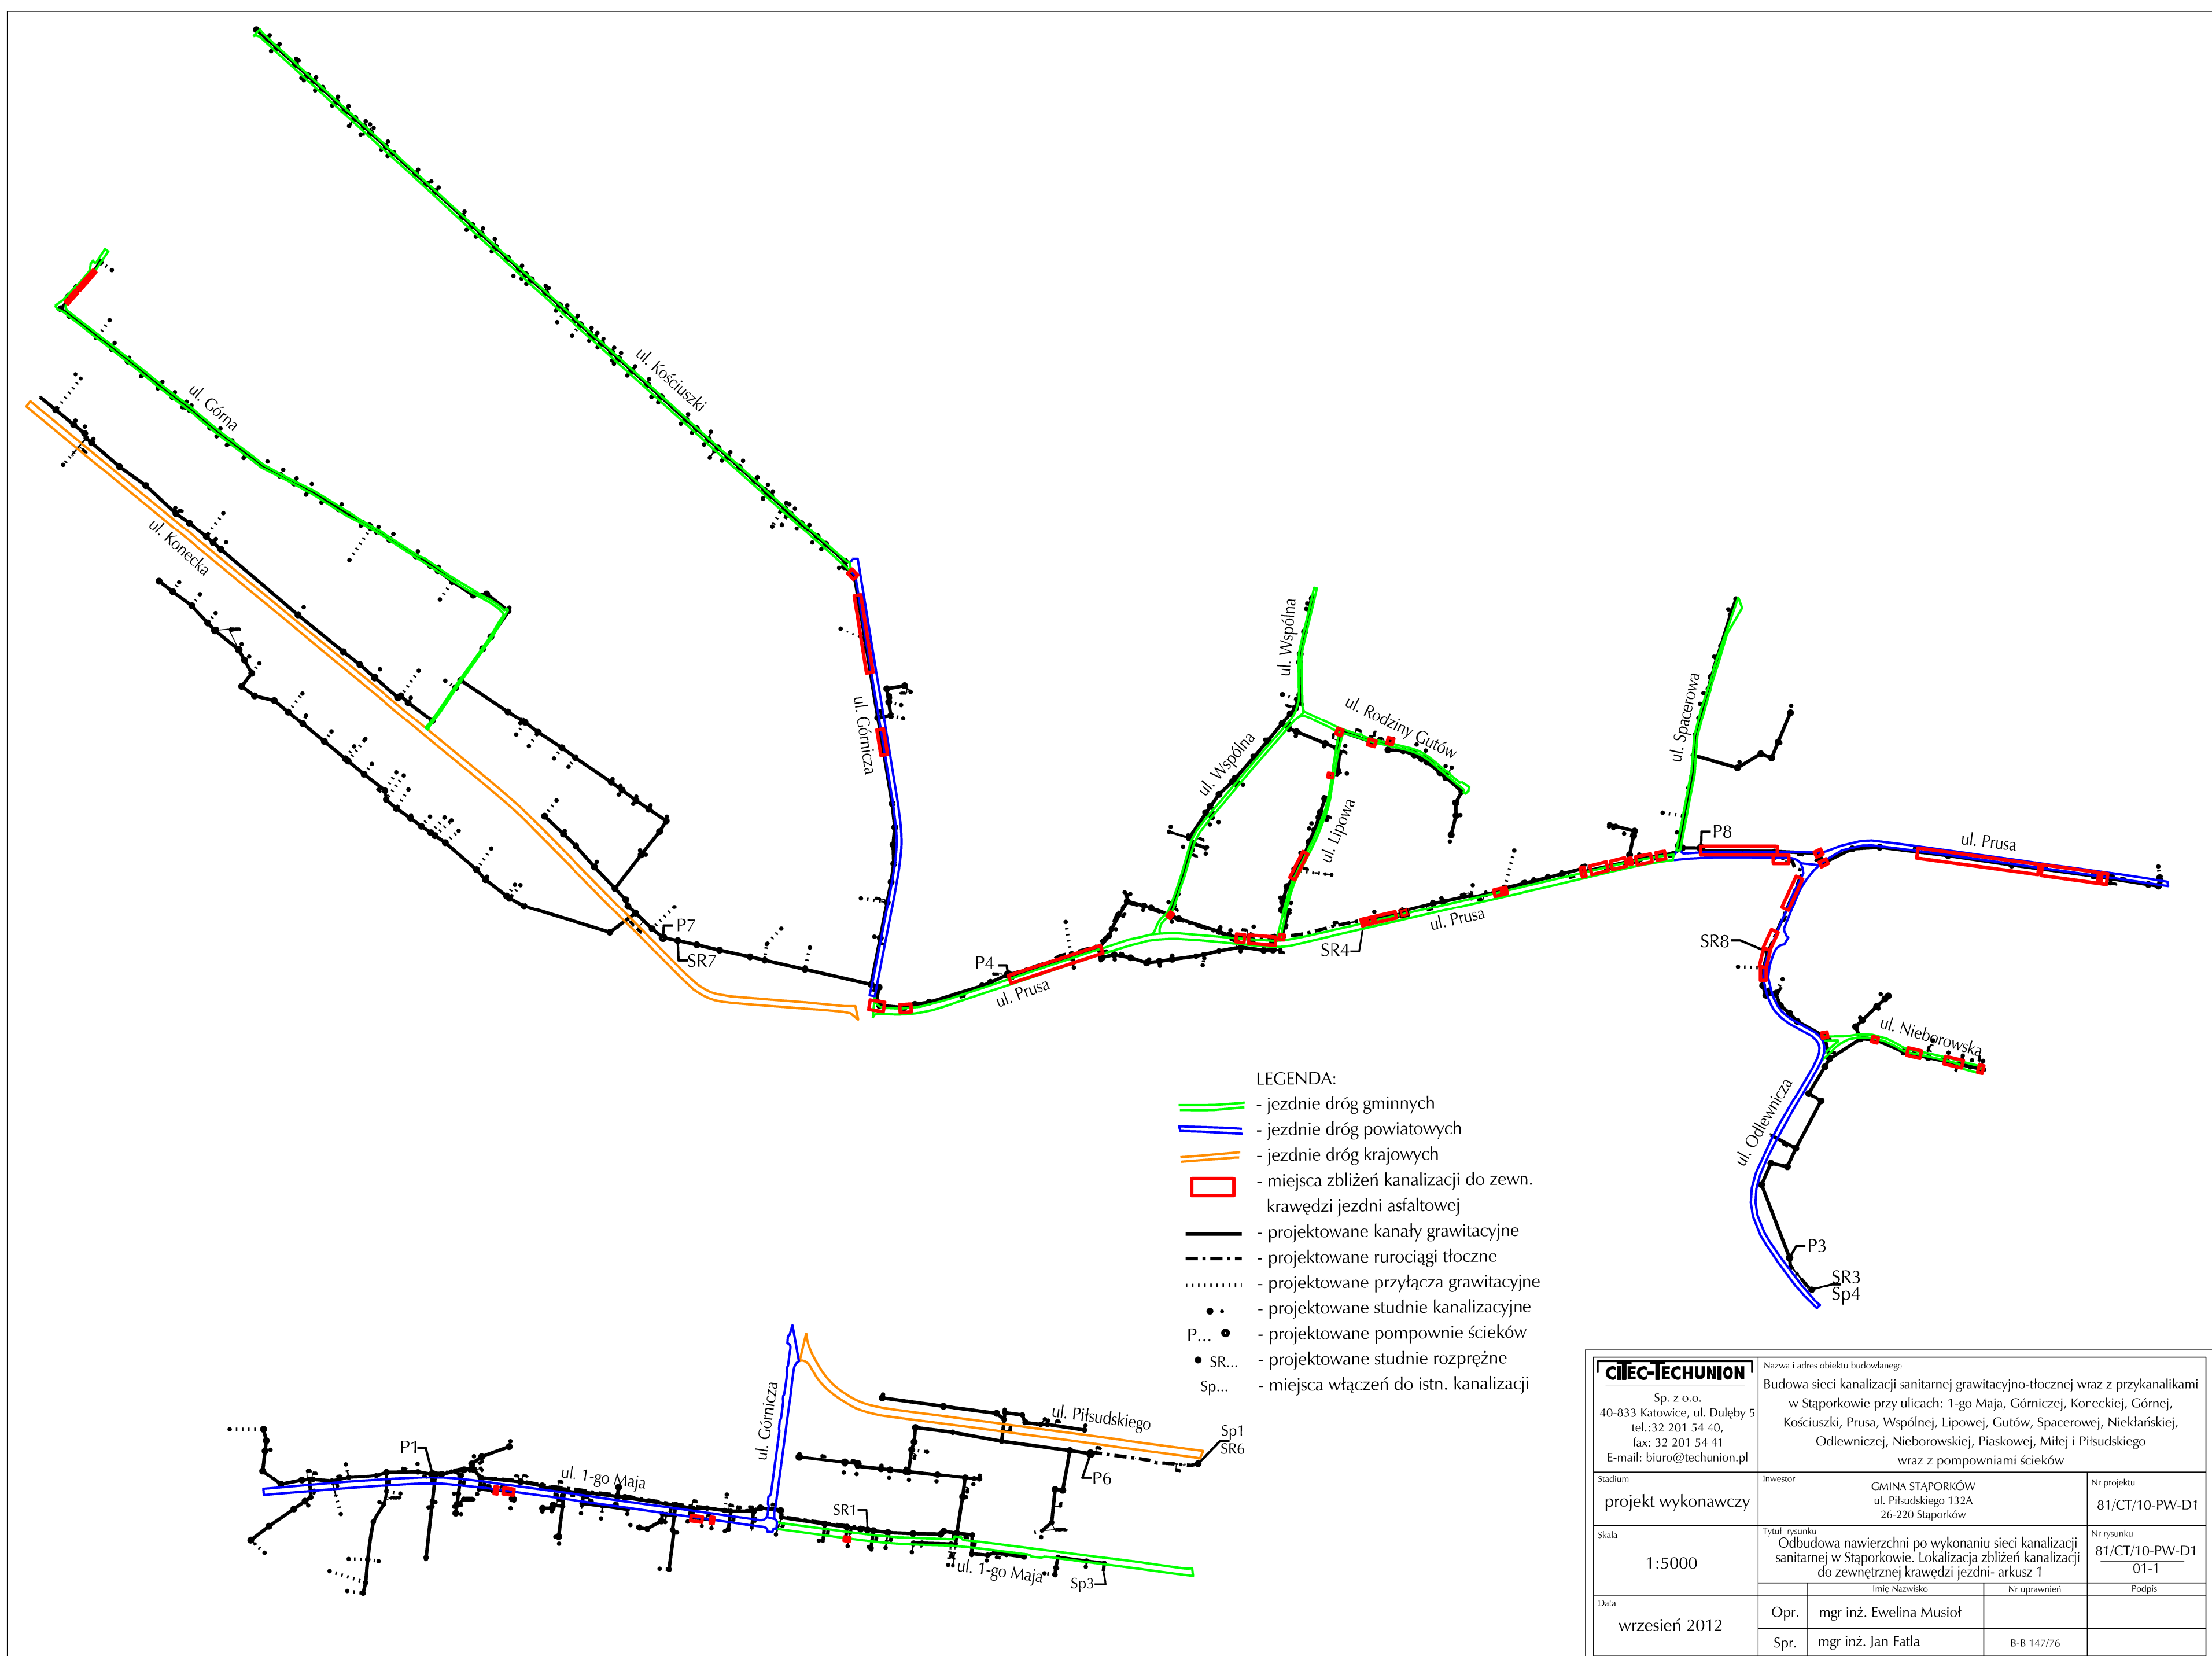 ul. Kościuszki
ul. Górna
ul. Konecka
ul. Górnicza
ul. Wspólna
ul. Wspólna
ul. Rodziny Gutów
ul. Lipowa
ul. Spacerowa
P8
ul. Prusa
P7
SR7
P4
ul. Prusa
SR4
ul. Prusa
SR8
ul. Nieborowska
ul. Odlewnicza
P3
SR3
Sp4
LEGENDA:
- jezdnie dróg gminnych
- jezdnie dróg powiatowych
- jezdnie dróg krajowych
- miejsca zbliżeń kanalizacji do zewn.
krawędzi jezdni asfaltowej
- projektowane kanały grawitacyjne
- projektowane rurociągi tłoczne
- projektowane przyłącza grawitacyjne
- projektowane studnie kanalizacyjne
P... - projektowane pompownie ścieków
SR... - projektowane studnie rozprężne
Sp... - miejsca włączeń do istn. kanalizacji
ul. Górnicza
ul. Piłsudskiego
Sp1
SR6
P6
P1
ul. 1-go Maja
SR1
ul. 1-go Maja
Sp3
CITEC-TECHUNION
Sp. z o.o.
40-833 Katowice, ul. Dulęby 5
tel.:32 201 54 40,
fax: 32 201 54 41
E-mail: biuro@techunion.pl
Nazwa i adres obiektu budowlanego
Budowa sieci kanalizacji sanitarnej grawitacyjno-tłocznej wraz z przykanalikami
w Stąporkowie przy ulicach: 1-go Maja, Górniczej, Koneckiej, Górnej,
Kościuszki, Prusa, Wspólnej, Lipowej, Gutów, Spacerowej, Niekłańskiej,
Odlewniczej, Nieborowskiej, Piaskowej, Miłej i Piłsudskiego
wraz z pompowniami ścieków
Stadium
projekt wykonawczy
Inwestor
GMINA STĄPORKÓW
ul. Piłsudskiego 132A
26-220 Stąporków
Nr projektu
81/CT/10-PW-D1
Skala
1:5000
Tytuł rysunku
Odbudowa nawierzchni po wykonaniu sieci kanalizacji
sanitarnej w Stąporkowie. Lokalizacja zbliżeń kanalizacji
do zewnętrznej krawędzi jezdni- arkusz 1
Nr rysunku
81/CT/10-PW-D1
01-1
Imię Nazwisko
Nr uprawnień
Podpis
Data
wrzesień 2012
Opr. mgr inż. Ewelina Musioł
Spr. mgr inż. Jan Fatla B-B 147/76